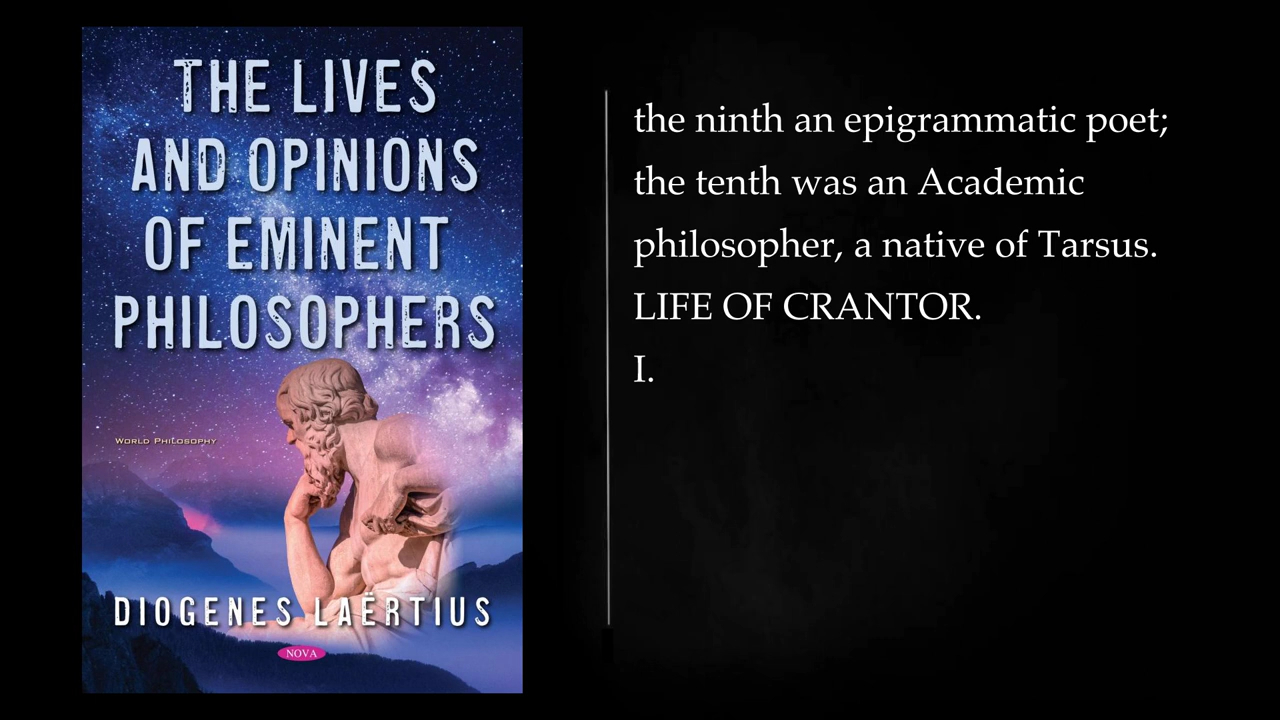 THE LIVES
AND OPINIONS
OF EMINENT
PHILOSOPHERS
WORLD PHILOSOPHY
DIOGENES LAËRTIUS
NOVA
the ninth an epigrammatic poet;
the tenth was an Academic
philosopher, a native of Tarsus.
LIFE OF CRANTOR.
I.